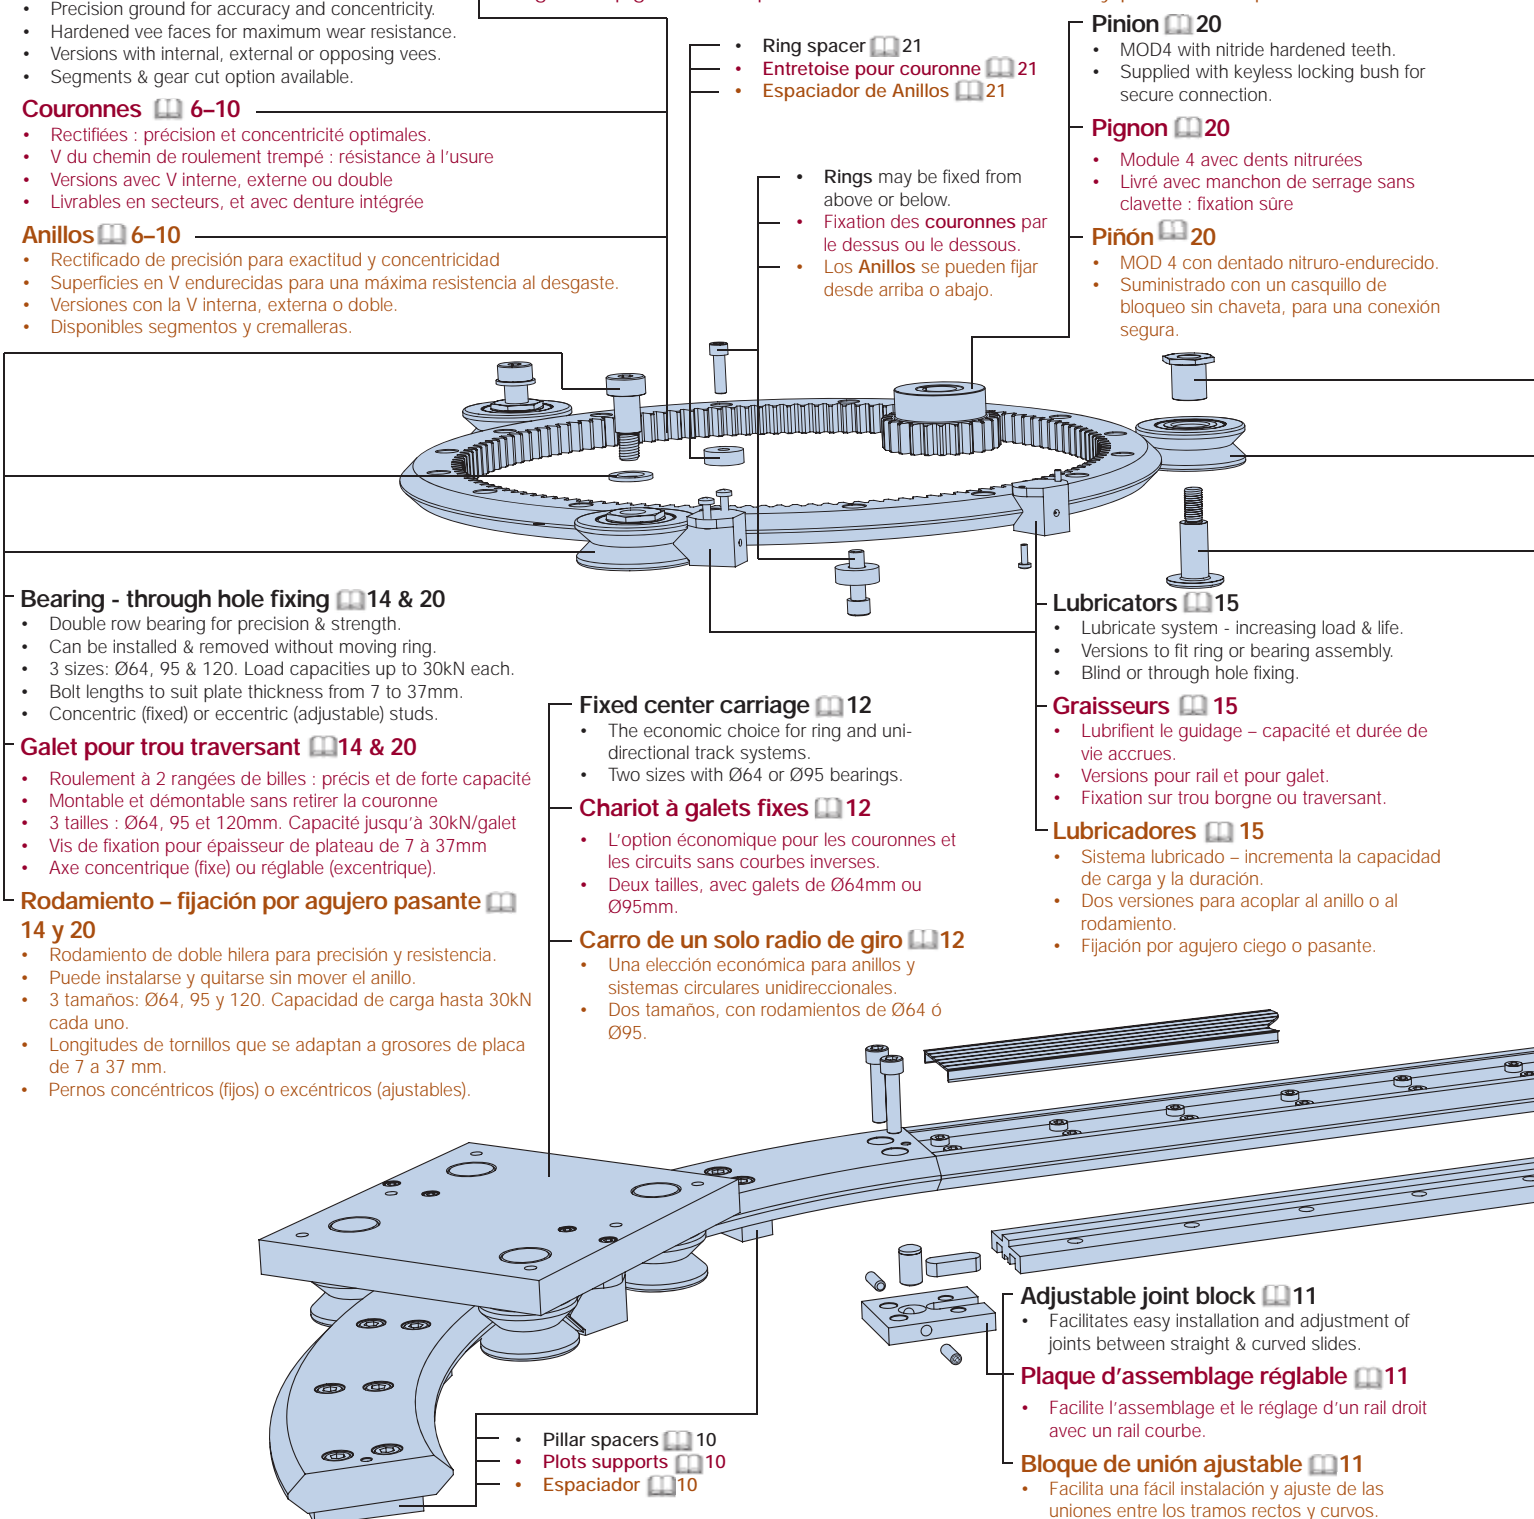 • Precision ground for accuracy and concentricity.
• Hardened vee faces for maximum wear resistance.
• Versions with internal, external or opposing vees.
• Segments & gear cut option available.
Couronnes 6–10
• Rectifiées : précision et concentricité optimales.
• V du chemin de roulement trempé : résistance à l'usure
• Versions avec V interne, externe ou double
• Livrables en secteurs, et avec denture intégrée
Anillos 6–10
• Rectificado de precisión para exactitud y concentricidad
• Superficies en V endurecidas para una máxima resistencia al desgaste.
• Versiones con la V interna, externa o doble.
• Disponibles segmentos y cremalleras.
• Ring spacer 21
• Entretoise pour couronne 21
• Espaciador de Anillos 21
• Rings may be fixed from
above or below.
• Fixation des couronnes par
le dessus ou le dessous.
• Los Anillos se pueden fijar
desde arriba o abajo.
Pinion 20
• MOD4 with nitride hardened teeth.
• Supplied with keyless locking bush for
secure connection.
Pignon 20
• Module 4 avec dents nitrurées
• Livré avec manchon de serrage sans
clavette : fixation sûre
Piñón 20
• MOD 4 con dentado nitruro-endurecido.
• Suministrado con un casquillo de
bloqueo sin chaveta, para una conexión
segura.
Bearing - through hole fixing 14 & 20
• Double row bearing for precision & strength.
• Can be installed & removed without moving ring.
• 3 sizes: Ø64, 95 & 120. Load capacities up to 30kN each.
• Bolt lengths to suit plate thickness from 7 to 37mm.
• Concentric (fixed) or eccentric (adjustable) studs.
Galet pour trou traversant 14 & 20
• Roulement à 2 rangées de billes : précis et de forte capacité
• Montable et démontable sans retirer la couronne
• 3 tailles : Ø64, 95 et 120mm. Capacité jusqu'à 30kN/galet
• Vis de fixation pour épaisseur de plateau de 7 à 37mm
• Axe concentrique (fixe) ou réglable (excentrique).
Rodamiento – fijación por agujero pasante
14 y 20
• Rodamiento de doble hilera para precisión y resistencia.
• Puede instalarse y quitarse sin mover el anillo.
• 3 tamaños: Ø64, 95 y 120. Capacidad de carga hasta 30kN
cada uno.
• Longitudes de tornillos que se adaptan a grosores de placa
de 7 a 37 mm.
• Pernos concéntricos (fijos) o excéntricos (ajustables).
Fixed center carriage 12
• The economic choice for ring and uni-
directional track systems.
• Two sizes with Ø64 or Ø95 bearings.
Chariot à galets fixes 12
• L'option économique pour les couronnes et
les circuits sans courbes inverses.
• Deux tailles, avec galets de Ø64mm ou
Ø95mm.
Carro de un solo radio de giro 12
• Una elección económica para anillos y
sistemas circulares unidireccionales.
• Dos tamaños, con rodamientos de Ø64 ó
Ø95.
Lubricators 15
• Lubricate system - increasing load & life.
• Versions to fit ring or bearing assembly.
• Blind or through hole fixing.
Graisseurs 15
• Lubrifient le guidage – capacité et durée de
vie accrues.
• Versions pour rail et pour galet.
• Fixation sur trou borgne ou traversant.
Lubricadores 15
• Sistema lubricado – incrementa la capacidad
de carga y la duración.
• Dos versiones para acoplar al anillo o al
rodamiento.
• Fijación por agujero ciego o pasante.
Adjustable joint block 11
• Facilitates easy installation and adjustment of
joints between straight & curved slides.
Plaque d'assemblage réglable 11
• Facilite l'assemblage et le réglage d'un rail droit
avec un rail courbe.
Bloque de unión ajustable 11
• Facilita una fácil instalación y ajuste de las
uniones entre los tramos rectos y curvos.
• Pillar spacers 10
• Plots supports 10
• Espaciador 10